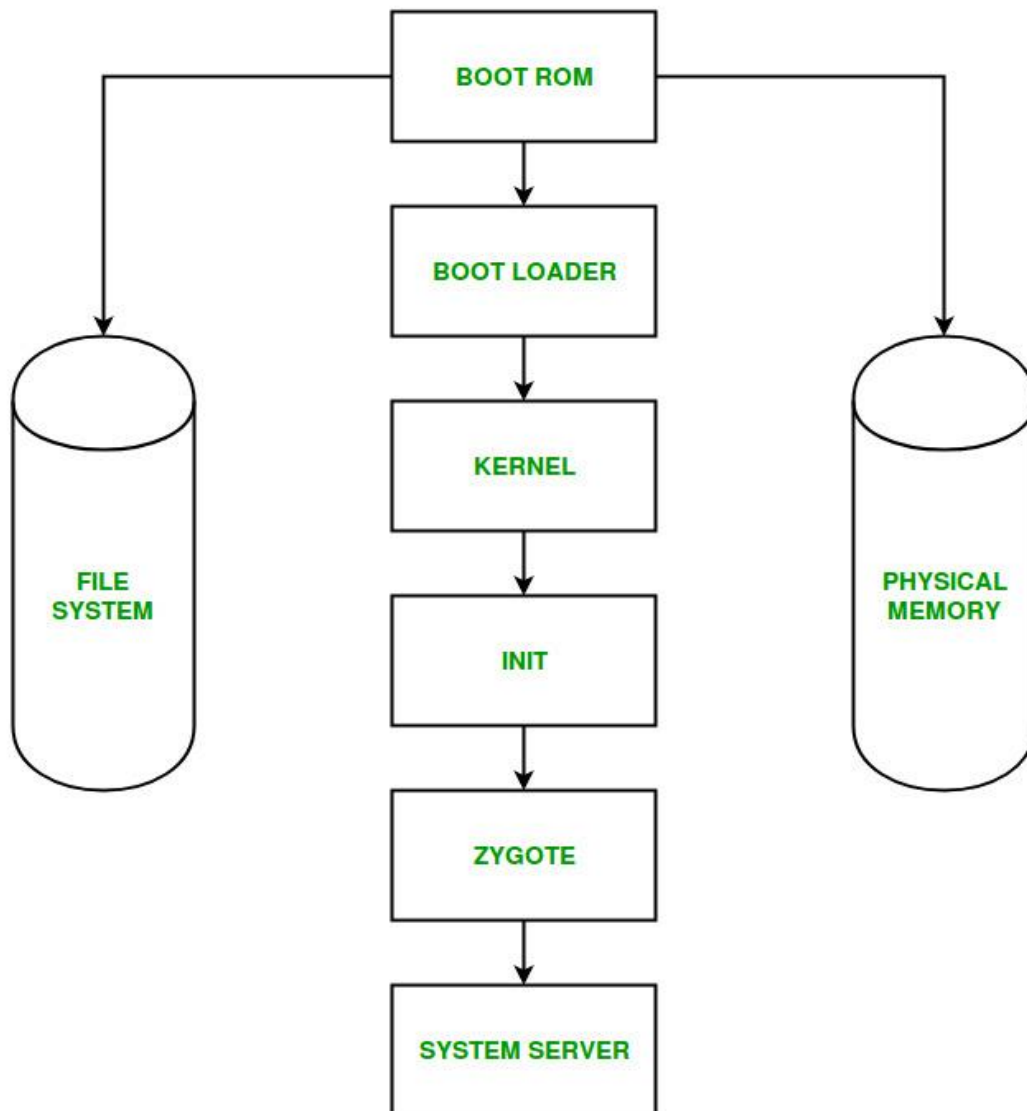 BOOT ROM
BOOT LOADER
KERNEL
FILE
SYSTEM
PHYSICAL
MEMORY
INIT
ZYGOTE
SYSTEM SERVER